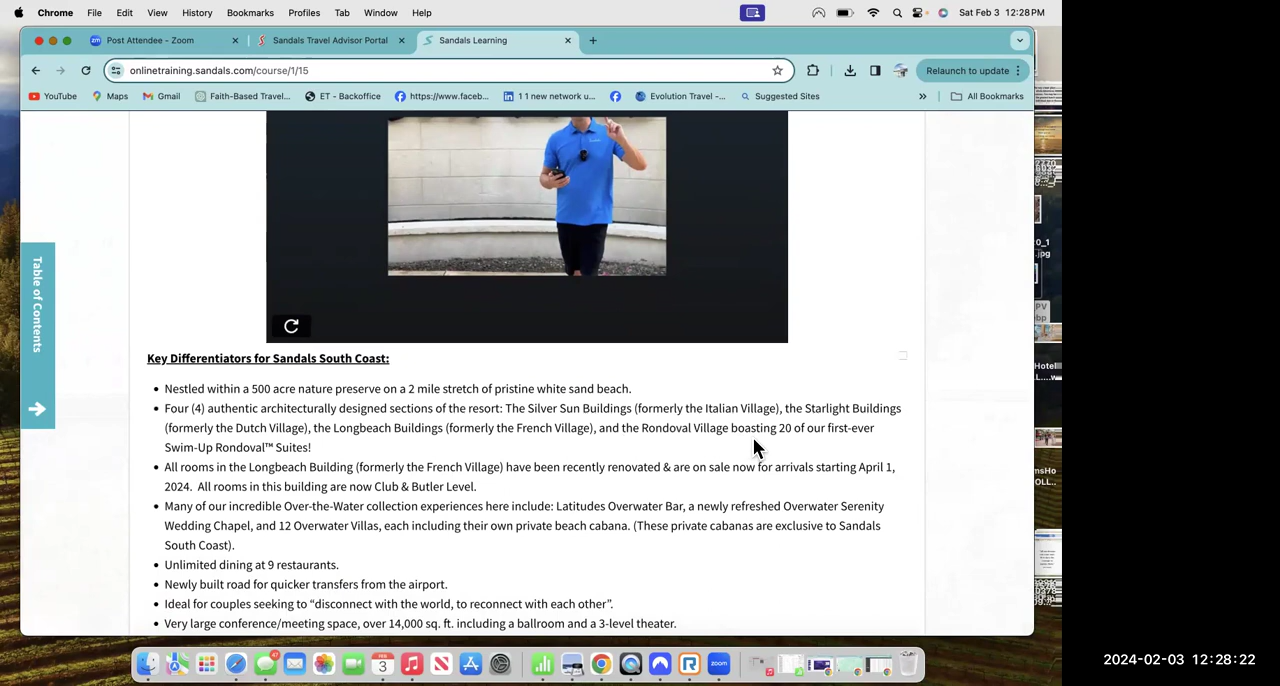 Chrome File Edit View History Bookmarks Profiles Tab Window Help Sat Feb 3 12:28 PM
Post Attendee - Zoom Sandals Travel Advisor Portal Sandals Learning
onlinetraining.sandals.com/course/1/15 Relaunch to update
YouTube Maps Gmail Faith-Based Travel... ET - Backoffice https://www.faceb... 1 1 new network u... Evolution Travel -... Suggested Sites » All Bookmarks
Table of Contents
Key Differentiators for Sandals South Coast:
• Nestled within a 500 acre nature preserve on a 2 mile stretch of pristine white sand beach.
• Four (4) authentic architecturally designed sections of the resort: The Silver Sun Buildings (formerly the Italian Village), the Starlight Buildings
(formerly the Dutch Village), the Longbeach Buildings (formerly the French Village), and the Rondoval Village boasting 20 of our first-ever
Swim-Up Rondoval™ Suites!
• All rooms in the Longbeach Building (formerly the French Village) have been recently renovated & are on sale now for arrivals starting April 1,
2024. All rooms in this building are now Club & Butler Level.
• Many of our incredible Over-the-Water collection experiences here include: Latitudes Overwater Bar, a newly refreshed Overwater Serenity
Wedding Chapel, and 12 Overwater Villas, each including their own private beach cabana. (These private cabanas are exclusive to Sandals
South Coast).
• Unlimited dining at 9 restaurants.
• Newly built road for quicker transfers from the airport.
• Ideal for couples seeking to “disconnect with the world, to reconnect with each other”.
• Very large conference/meeting space, over 14,000 sq. ft. including a ballroom and a 3-level theater.
0_1
.jpg
PV
Hotel
OLL..
47
FEB
3
zoom
2024-02-03 12:28:22